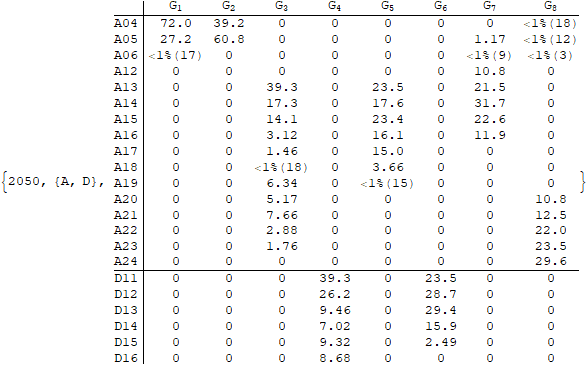 G₁ G₂ G₃ G₄ G₅ G₆ G₇ G₈
A04 72.0 39.2 0 0 0 0 0 <1%(18)
A05 27.2 60.8 0 0 0 0 1.17 <1%(12)
A06 <1%(17) 0 0 0 0 0 <1%(9) <1%(3)
A12 0 0 0 0 0 0 10.8 0
A13 0 0 39.3 0 23.5 0 21.5 0
A14 0 0 17.3 0 17.6 0 31.7 0
A15 0 0 14.1 0 23.4 0 22.6 0
A16 0 0 3.12 0 16.1 0 11.9 0
A17 0 0 1.46 0 15.0 0 0 0
A18 0 0 <1%(18) 0 3.66 0 0 0
{2050, {A, D}, A19 0 0 6.34 0 <1%(15) 0 0 0 }
A20 0 0 5.17 0 0 0 0 10.8
A21 0 0 7.66 0 0 0 0 12.5
A22 0 0 2.88 0 0 0 0 22.0
A23 0 0 1.76 0 0 0 0 23.5
A24 0 0 0 0 0 0 0 29.6
D11 0 0 0 39.3 0 23.5 0 0
D12 0 0 0 26.2 0 28.7 0 0
D13 0 0 0 9.46 0 29.4 0 0
D14 0 0 0 7.02 0 15.9 0 0
D15 0 0 0 9.32 0 2.49 0 0
D16 0 0 0 8.68 0 0 0 0